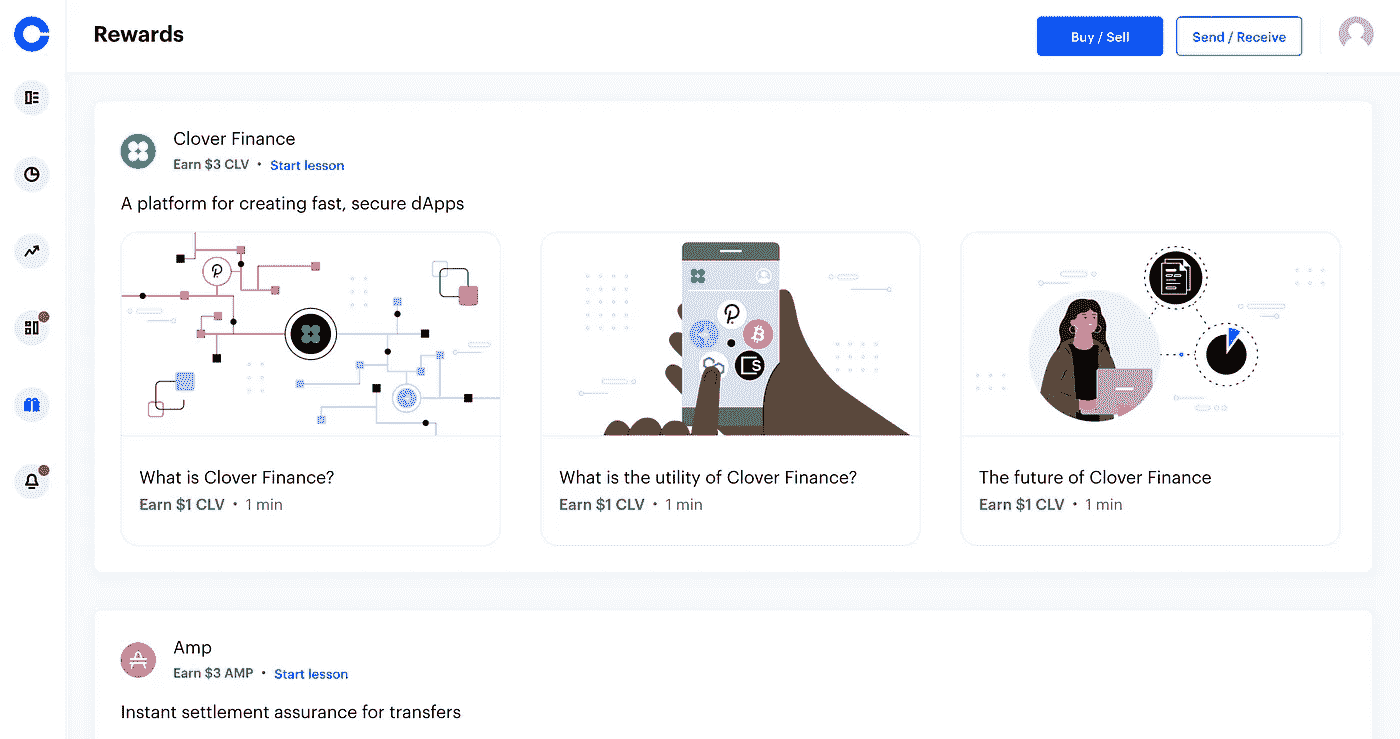 Rewards
Buy / Sell
Send / Receive
Clover Finance
Earn $3 CLV • Start lesson
A platform for creating fast, secure dApps
What is Clover Finance?
Earn $1 CLV • 1 min
What is the utility of Clover Finance?
Earn $1 CLV • 1 min
The future of Clover Finance
Earn $1 CLV • 1 min
Amp
Earn $3 AMP • Start lesson
Instant settlement assurance for transfers